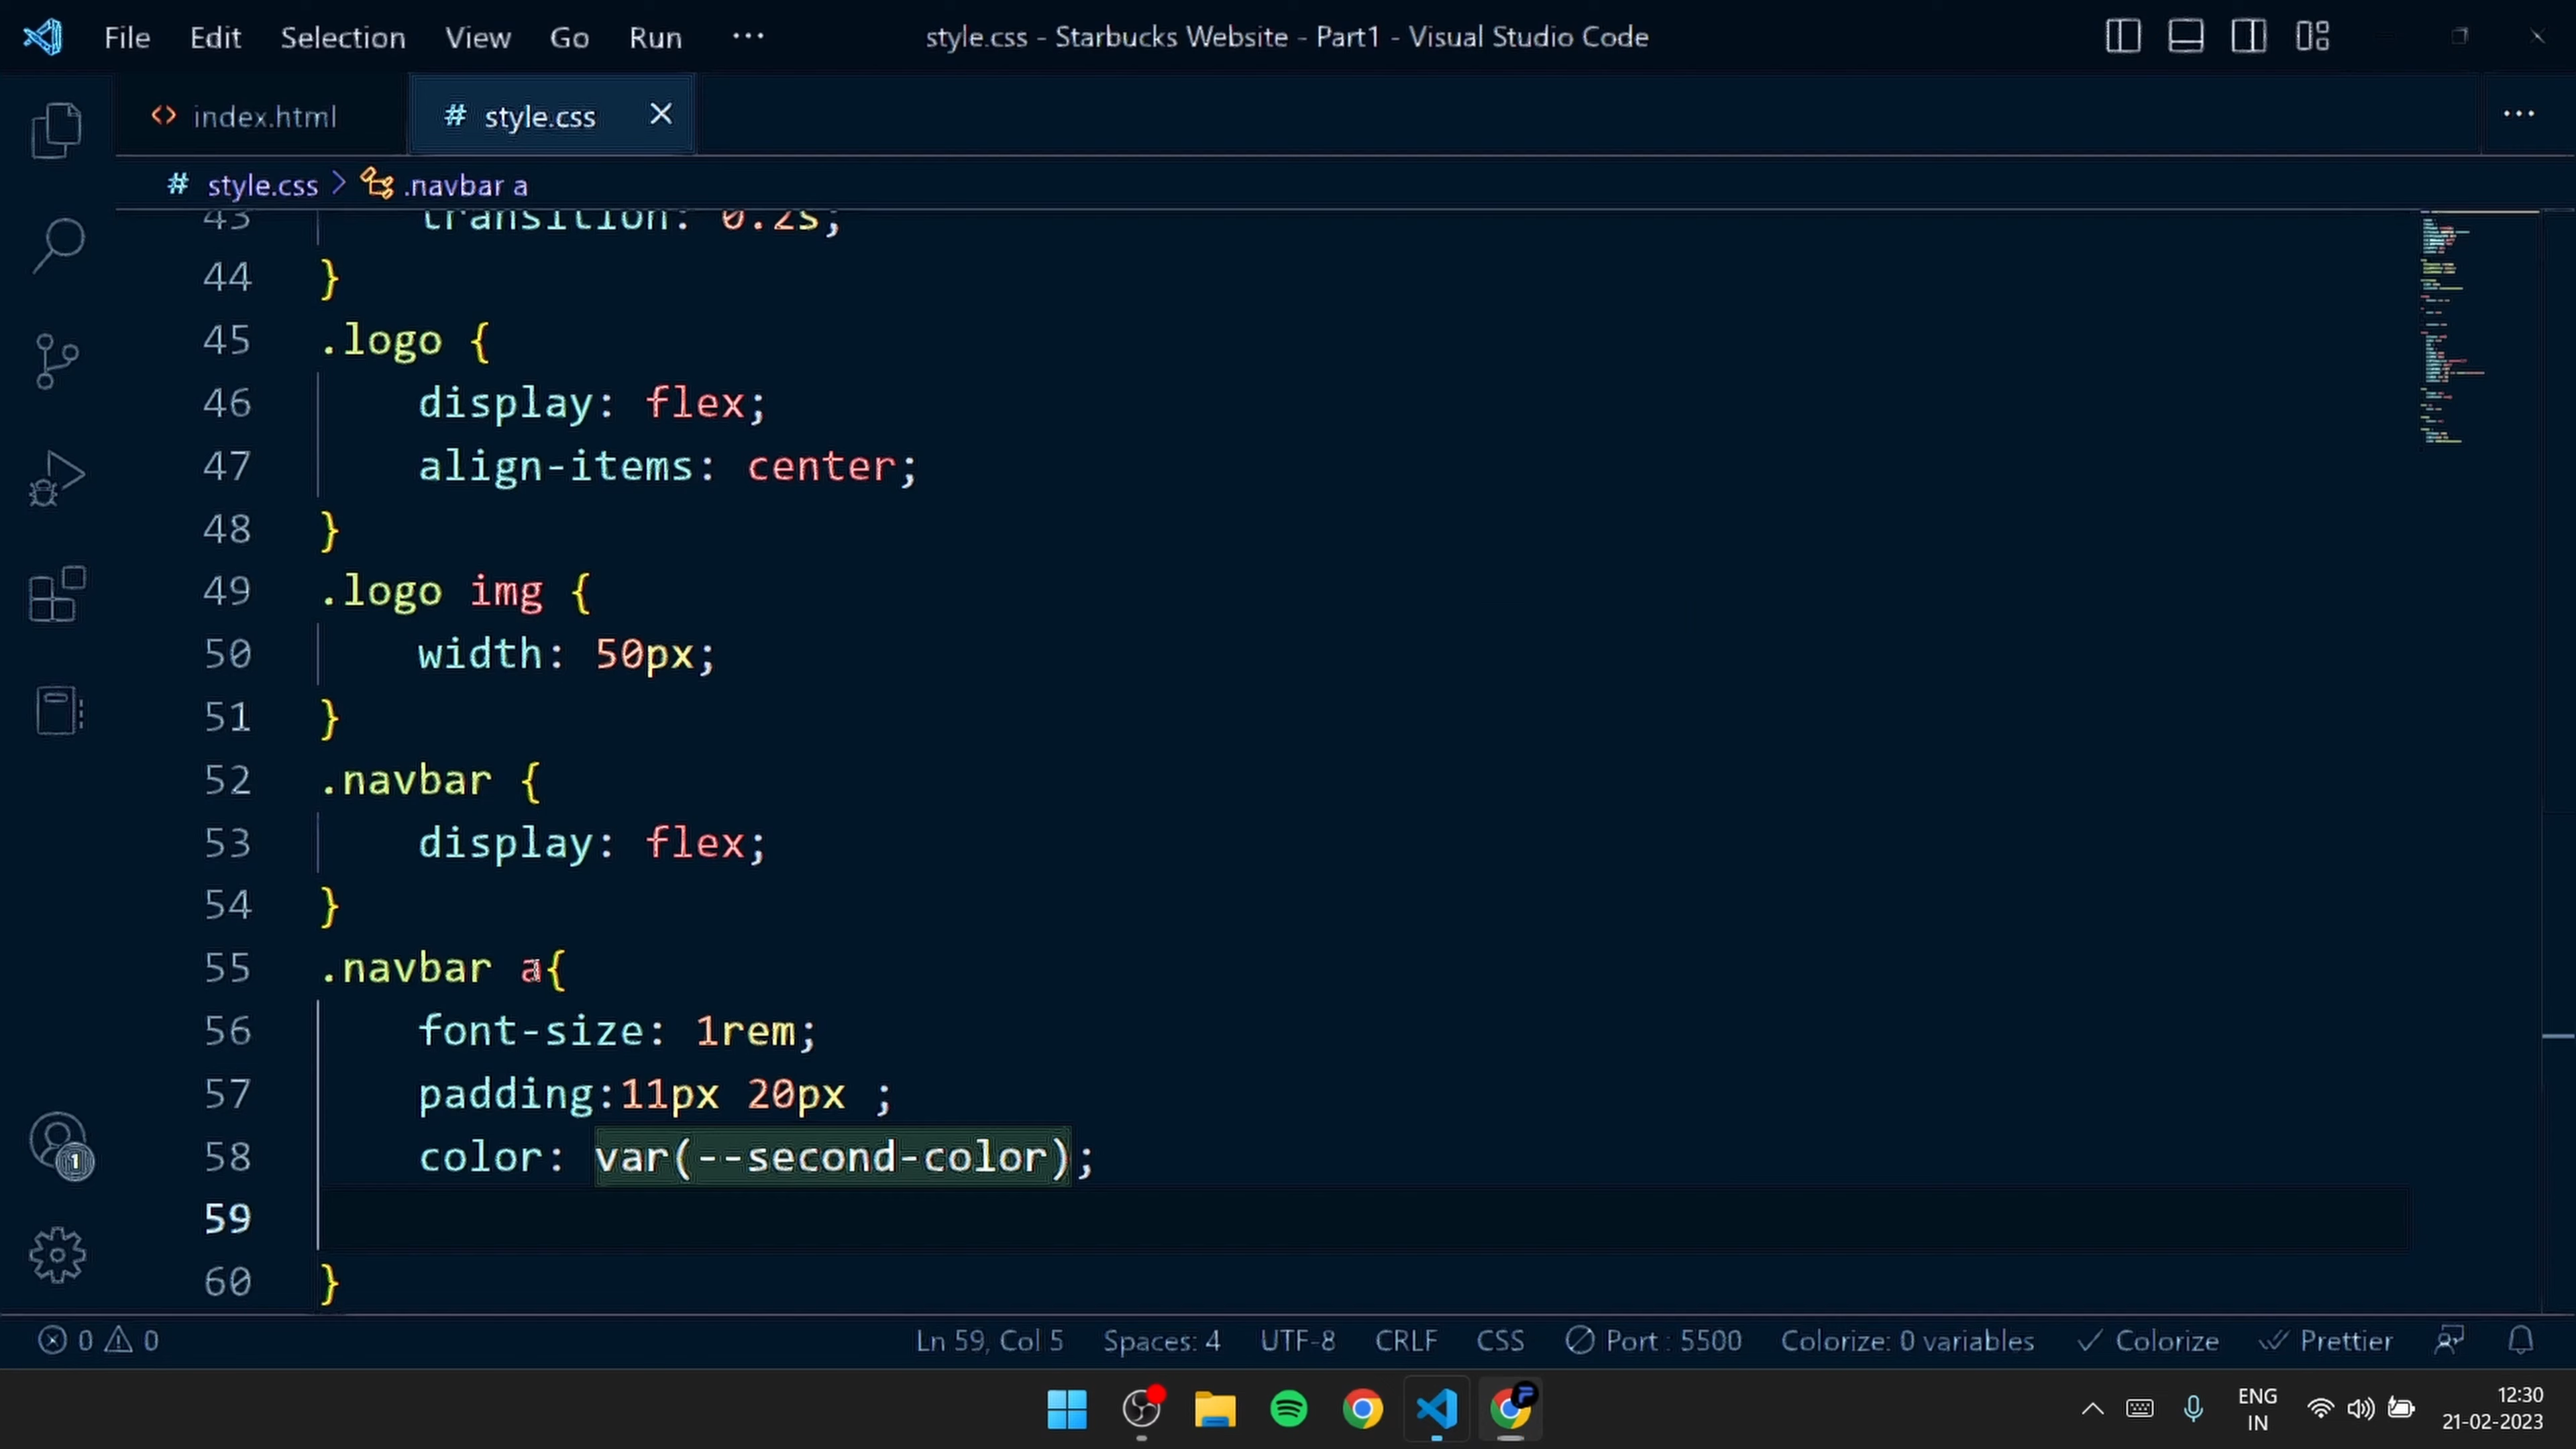 File Edit Selection View Go Run ··· style.css - Starbucks Website - Part1 - Visual Studio Code
<> index.html # style.css ···
# style.css > .navbar a
43 transition: 0.2s;
44 }
45 .logo {
46 display: flex;
47 align-items: center;
48 }
49 .logo img {
50 width: 50px;
51 }
52 .navbar {
53 display: flex;
54 }
55 .navbar a{
56 font-size: 1rem;
57 padding:11px 20px ;
58 color: var(--second-color);
59
60 }
1
0 0 Ln 59, Col 5 Spaces: 4 UTF-8 CRLF CSS Port : 5500 Colorize: 0 variables Colorize Prettier
ENG 12:30
IN 21-02-2023